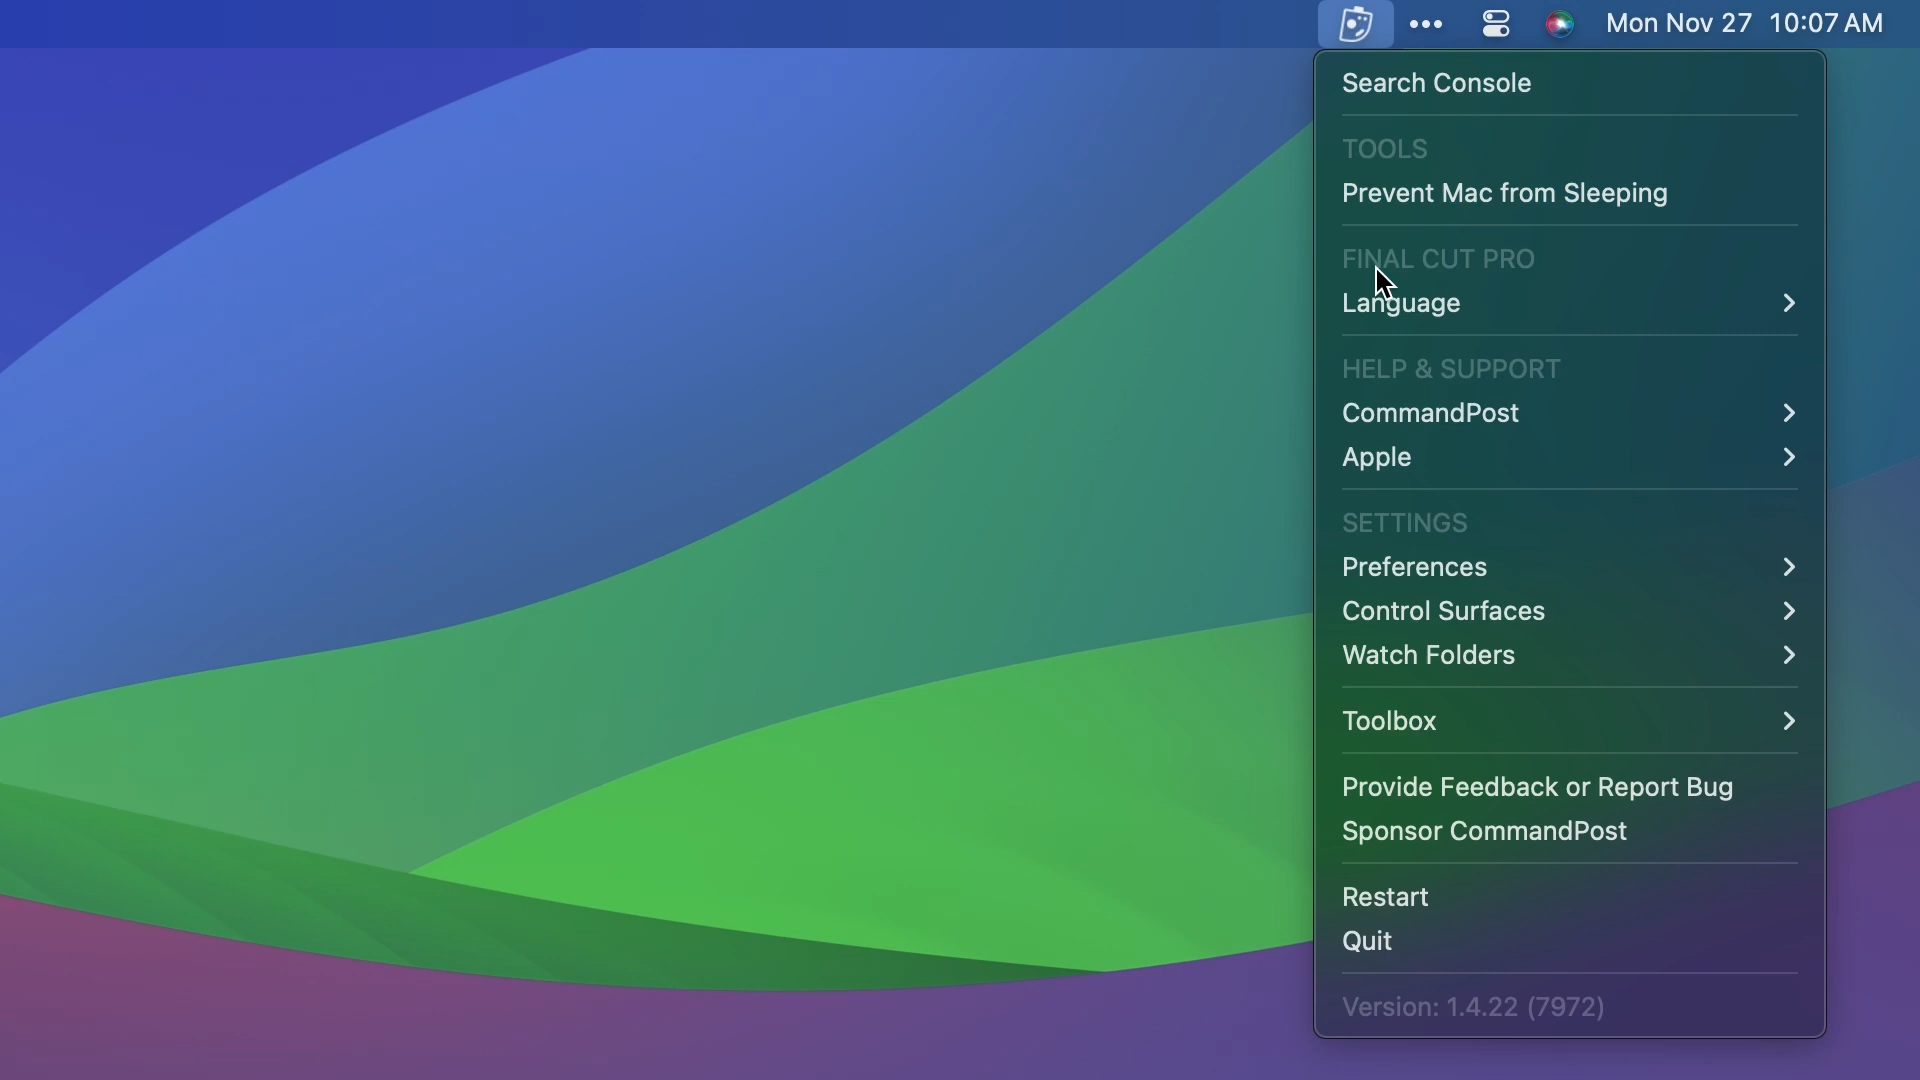 Mon Nov 27 10:07 AM
Search Console
TOOLS
Prevent Mac from Sleeping
FINAL CUT PRO
Language
HELP & SUPPORT
CommandPost
Apple
SETTINGS
Preferences
Control Surfaces
Watch Folders
Toolbox
Provide Feedback or Report Bug
Sponsor CommandPost
Restart
Quit
Version: 1.4.22 (7972)